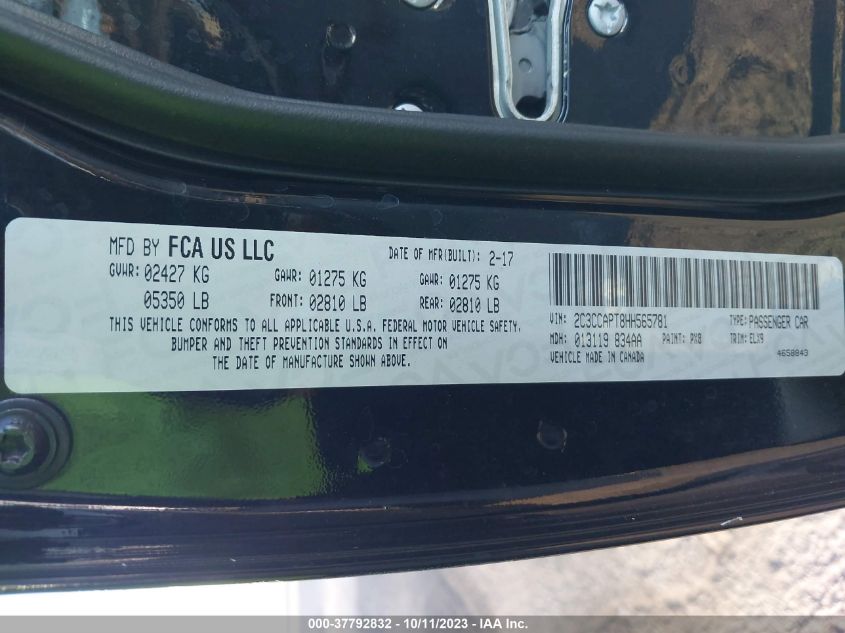 MFD BY FCA US LLC
DATE OF MFR(BUILT): 2-17
GVWR: 02427 KG GAWR: 01275 KG GAWR: 01275 KG
05350 LB FRONT: 02810 LB REAR: 02810 LB
THIS VEHICLE CONFORMS TO ALL APPLICABLE U.S.A. FEDERAL MOTOR VEHICLE SAFETY,
BUMPER AND THEFT PREVENTION STANDARDS IN EFFECT ON
THE DATE OF MANUFACTURE SHOWN ABOVE.
VIN: 2C3CCAPT8HH565781 TYPE: PASSENGER CAR
MDH: 013119 834AA PAINT: PX8 TRIM: ELX9
VEHICLE MADE IN CANADA 4658843
000-37792832 - 10/11/2023 - IAA Inc.